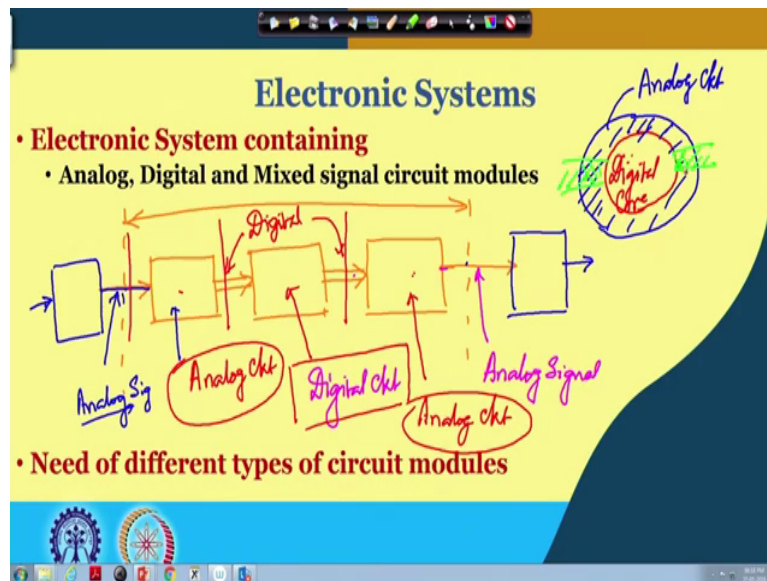 Electronic Systems
Analog Ckt
• Electronic System containing
• Analog, Digital and Mixed signal circuit modules
Digital
Core
Digital
Analog Sig
Analog Ckt
Digital Ckt
Analog Ckt
Analog Signal
• Need of different types of circuit modules